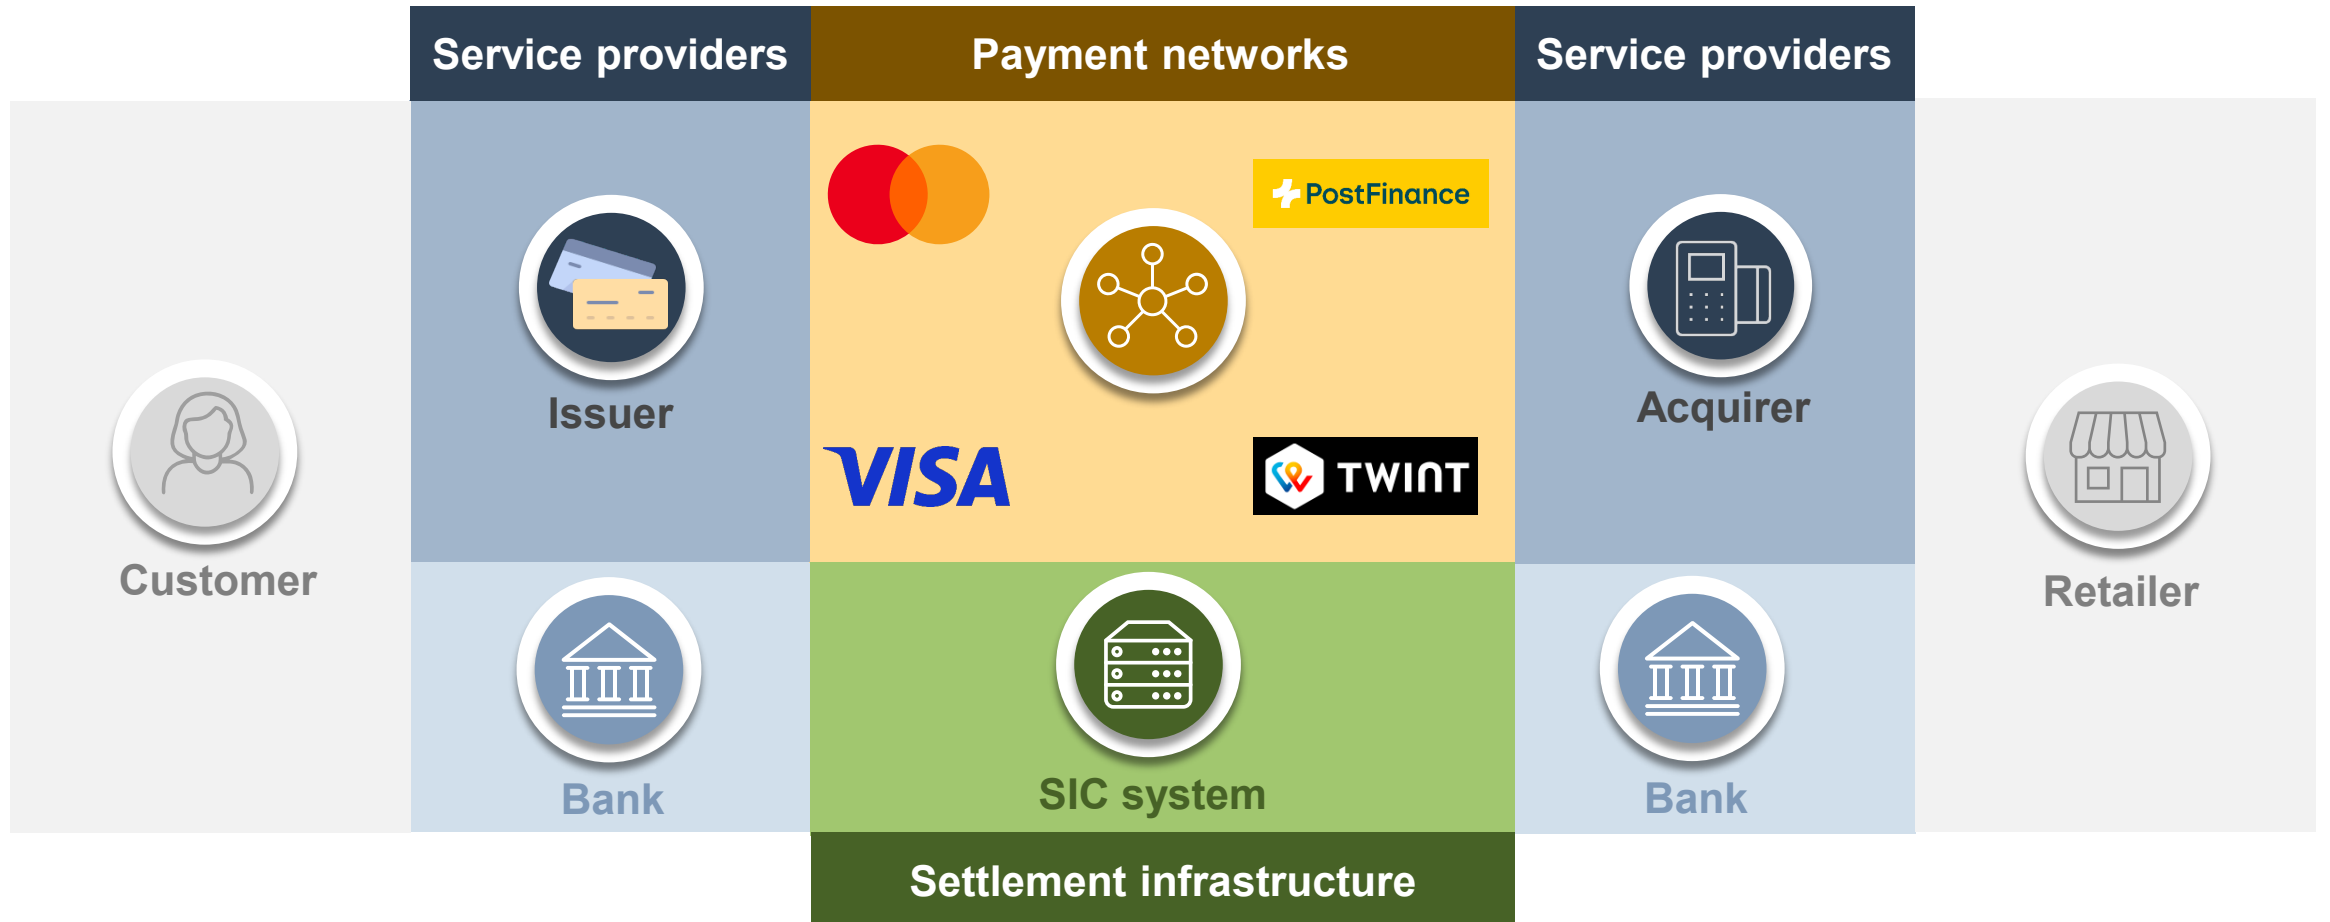 Service providers
Payment networks
Service providers
PostFinance
Issuer
Acquirer
VISA
TWINT
Customer
Retailer
Bank
SIC system
Bank
Settlement infrastructure